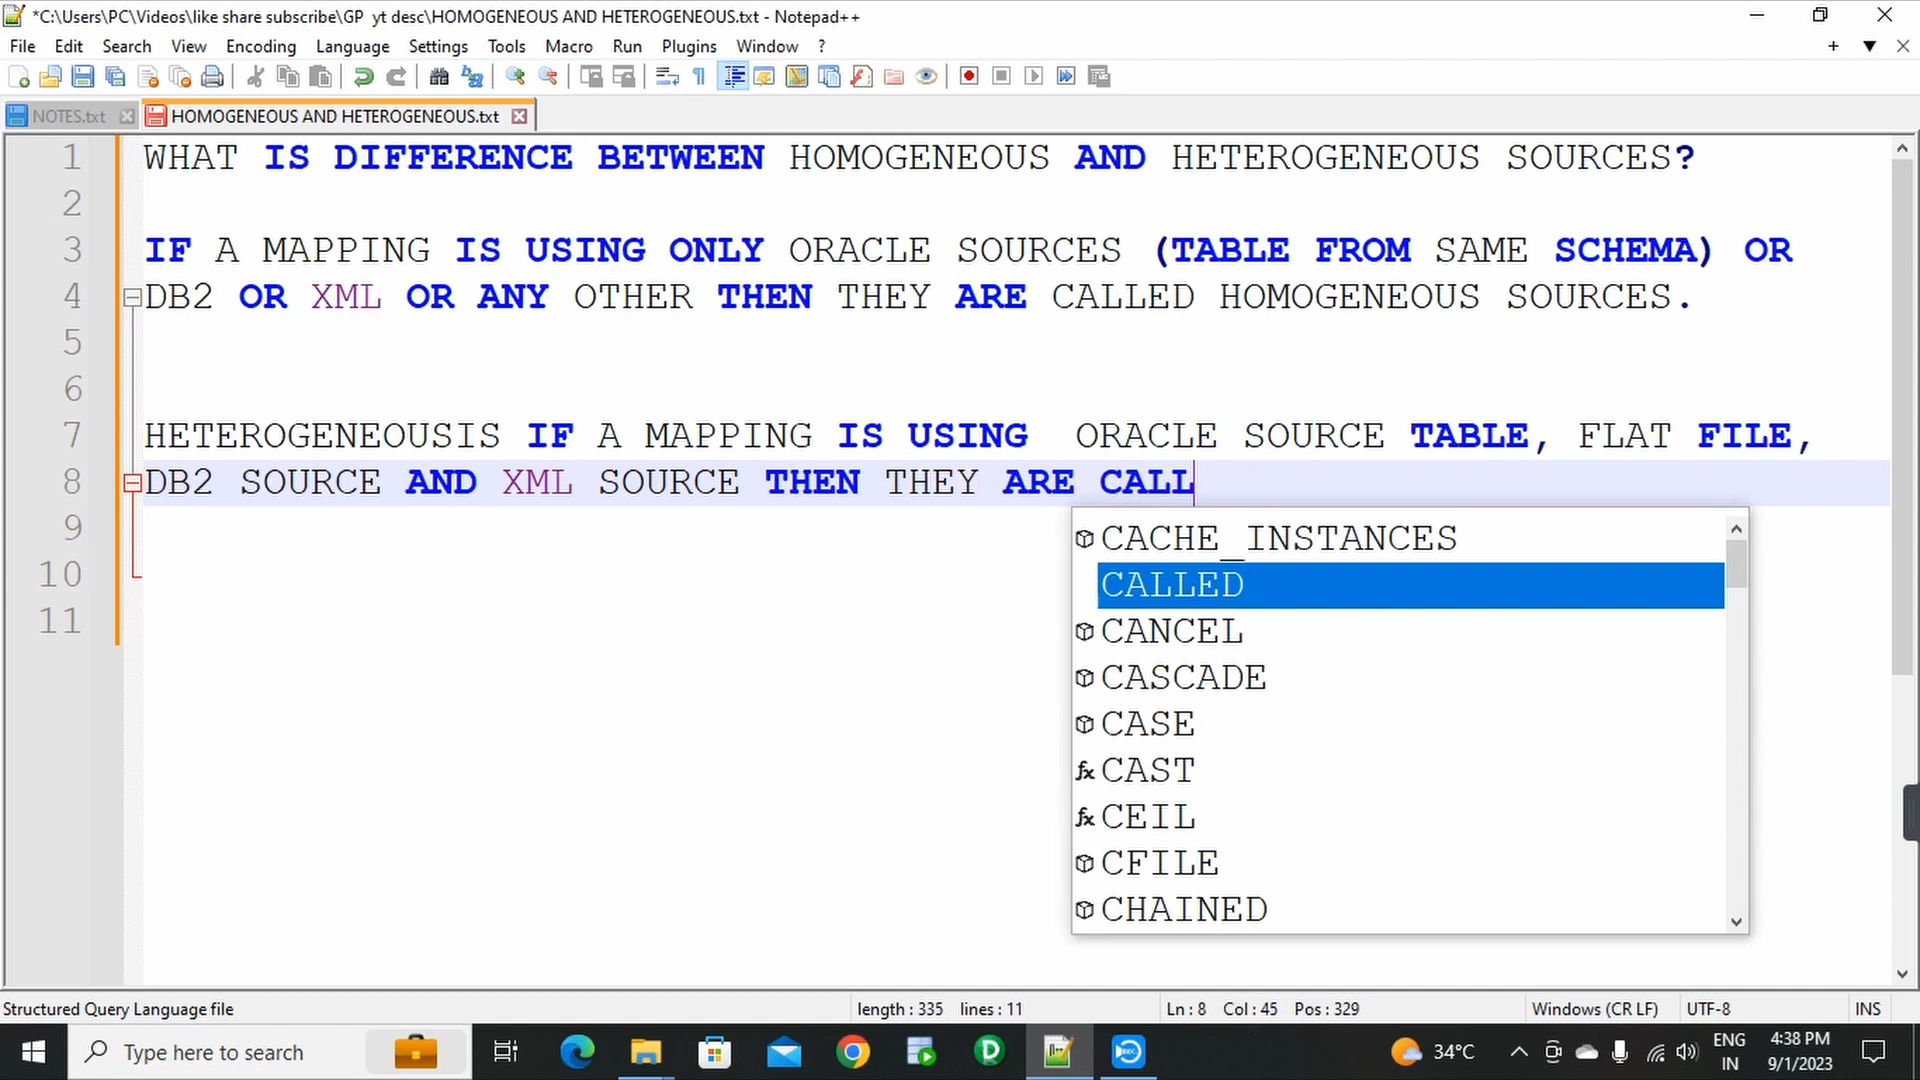 *C:\Users\PC\Videos\like share subscribe\GP yt desc\HOMOGENEOUS AND HETEROGENEOUS.txt - Notepad++
File Edit Search View Encoding Language Settings Tools Macro Run Plugins Window ?
NOTES.txt HOMOGENEOUS AND HETEROGENEOUS.txt
1 WHAT IS DIFFERENCE BETWEEN HOMOGENEOUS AND HETEROGENEOUS SOURCES?
2
3 IF A MAPPING IS USING ONLY ORACLE SOURCES (TABLE FROM SAME SCHEMA) OR
4 DB2 OR XML OR ANY OTHER THEN THEY ARE CALLED HOMOGENEOUS SOURCES.
5
6
7 HETEROGENEOUSIS IF A MAPPING IS USING  ORACLE SOURCE TABLE, FLAT FILE,
8 DB2 SOURCE AND XML SOURCE THEN THEY ARE CALL
9
10
11
CACHE_INSTANCES
CALLED
CANCEL
CASCADE
CASE
CAST
CEIL
CFILE
CHAINED
Structured Query Language file length : 335 lines : 11 Ln : 8 Col : 45 Pos : 329 Windows (CR LF) UTF-8 INS
Type here to search 34°C ENG IN 4:38 PM 9/1/2023